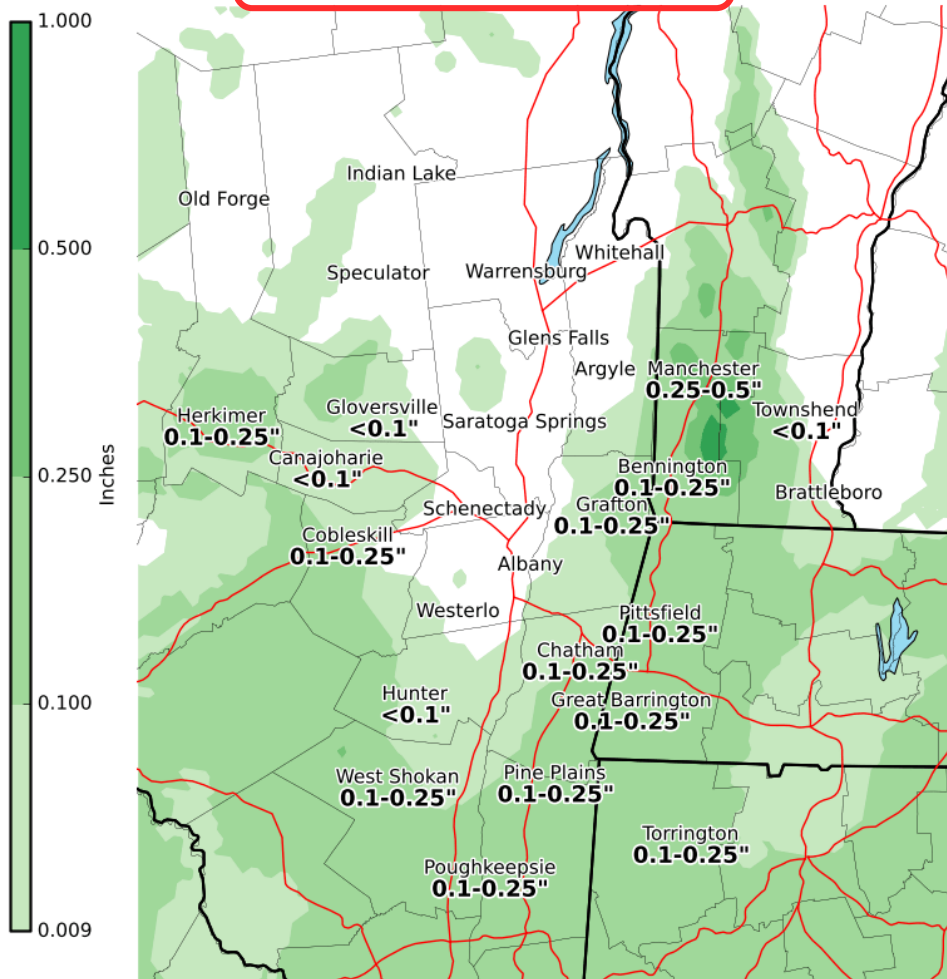 1.000
0.500
0.250
0.100
0.009
Inches
Indian Lake
Old Forge
Whitehall
Speculator
Warrensburg
Glens Falls
Argyle
Manchester
0.25-0.5"
Gloversville
<0.1"
Townshend
<0.1"
Herkimer
0.1-0.25"
Saratoga Springs
Canajoharie
<0.1"
Bennington
0.1-0.25"
Brattleboro
Schenectady
Grafton
0.1-0.25"
Cobleskill
0.1-0.25"
Albany
Westerlo
Pittsfield
0.1-0.25"
Chatham
0.1-0.25"
Hunter
<0.1"
Great Barrington
0.1-0.25"
West Shokan
0.1-0.25"
Pine Plains
0.1-0.25"
Torrington
0.1-0.25"
Poughkeepsie
0.1-0.25"